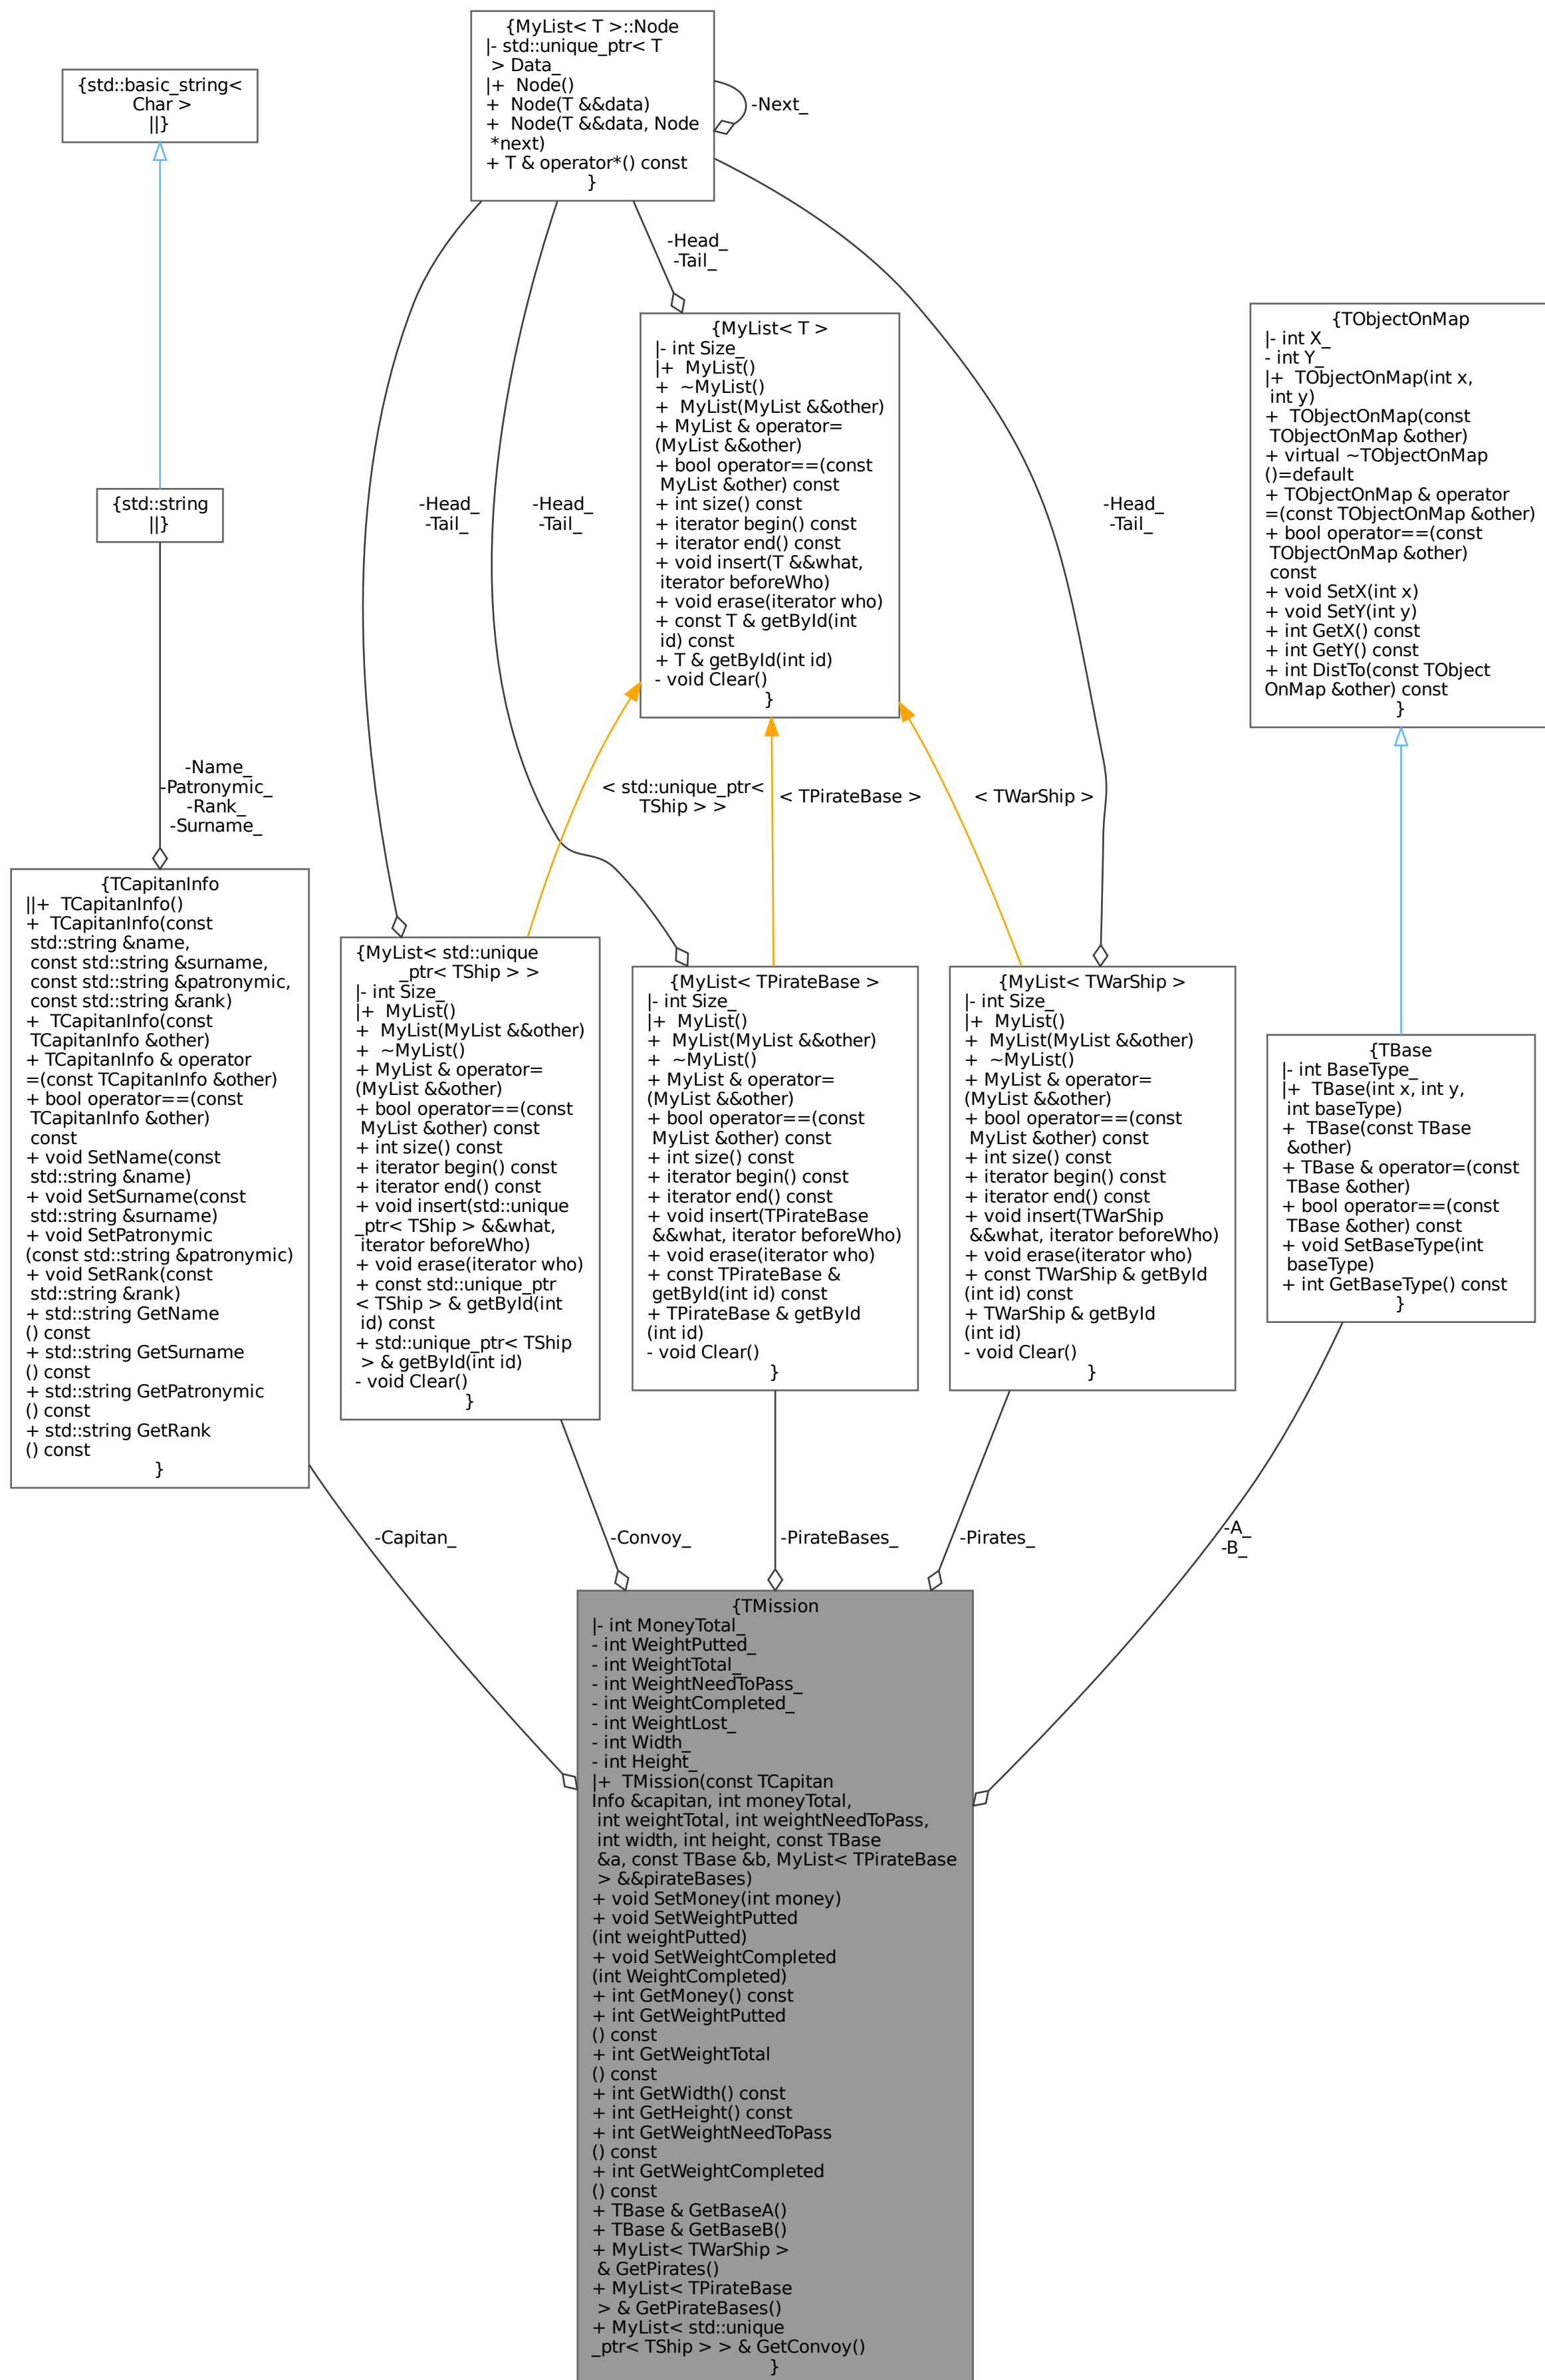 {MyList< T >::Node
|- std::unique_ptr< T
> Data_
|+  Node()
+  Node(T &&data)
+  Node(T &&data, Node
*next)
+ T & operator*() const
}
-Next_
{std::basic_string<
Char >
||}
-Head_
-Tail_
{MyList< T >
|- int Size_
|+  MyList()
+  ~MyList()
+  MyList(MyList &&other)
+ MyList & operator=
(MyList &&other)
+ bool operator==(const
MyList &other) const
+ int size() const
+ iterator begin() const
+ iterator end() const
+ void insert(T &&what,
iterator beforeWho)
+ void erase(iterator who)
+ const T & getById(int
id) const
+ T & getById(int id)
- void Clear()
}
{TObjectOnMap
|- int X_
- int Y_
|+  TObjectOnMap(int x,
int y)
+  TObjectOnMap(const
TObjectOnMap &other)
+ virtual ~TObjectOnMap
()=default
+ TObjectOnMap & operator
=(const TObjectOnMap &other)
+ bool operator==(const
TObjectOnMap &other)
const
+ void SetX(int x)
+ void SetY(int y)
+ int GetX() const
+ int GetY() const
+ int DistTo(const TObject
OnMap &other) const
}
{std::string
||}
-Head_
-Tail_
-Head_
-Tail_
-Head_
-Tail_
-Name_
-Patronymic_
-Rank_
-Surname_
< std::unique_ptr<
TShip > >
< TPirateBase >
< TWarShip >
{TCapitanInfo
||+  TCapitanInfo()
+  TCapitanInfo(const
std::string &name,
const std::string &surname,
const std::string &patronymic,
const std::string &rank)
+  TCapitanInfo(const
TCapitanInfo &other)
+ TCapitanInfo & operator
=(const TCapitanInfo &other)
+ bool operator==(const
TCapitanInfo &other)
const
+ void SetName(const
std::string &name)
+ void SetSurname(const
std::string &surname)
+ void SetPatronymic
(const std::string &patronymic)
+ void SetRank(const
std::string &rank)
+ std::string GetName
() const
+ std::string GetSurname
() const
+ std::string GetPatronymic
() const
+ std::string GetRank
() const
}
{MyList< std::unique
_ptr< TShip > >
|- int Size_
|+  MyList()
+  MyList(MyList &&other)
+  ~MyList()
+ MyList & operator=
(MyList &&other)
+ bool operator==(const
MyList &other) const
+ int size() const
+ iterator begin() const
+ iterator end() const
+ void insert(std::unique
_ptr< TShip > &&what,
iterator beforeWho)
+ void erase(iterator who)
+ const std::unique_ptr
< TShip > & getById(int
id) const
+ std::unique_ptr< TShip
> & getById(int id)
- void Clear()
}
{MyList< TPirateBase >
|- int Size_
|+  MyList()
+  MyList(MyList &&other)
+  ~MyList()
+ MyList & operator=
(MyList &&other)
+ bool operator==(const
MyList &other) const
+ int size() const
+ iterator begin() const
+ iterator end() const
+ void insert(TPirateBase
&&what, iterator beforeWho)
+ void erase(iterator who)
+ const TPirateBase &
getById(int id) const
+ TPirateBase & getById
(int id)
- void Clear()
}
{MyList< TWarShip >
|- int Size_
|+  MyList()
+  MyList(MyList &&other)
+  ~MyList()
+ MyList & operator=
(MyList &&other)
+ bool operator==(const
MyList &other) const
+ int size() const
+ iterator begin() const
+ iterator end() const
+ void insert(TWarShip
&&what, iterator beforeWho)
+ void erase(iterator who)
+ const TWarShip & getById
(int id) const
+ TWarShip & getById
(int id)
- void Clear()
}
{TBase
|- int BaseType_
|+  TBase(int x, int y,
int baseType)
+  TBase(const TBase
&other)
+ TBase & operator=(const
TBase &other)
+ bool operator==(const
TBase &other) const
+ void SetBaseType(int
baseType)
+ int GetBaseType() const
}
-Capitan_
-Convoy_
-PirateBases_
-Pirates_
-A_
-B_
{TMission
|- int MoneyTotal_
- int WeightPutted_
- int WeightTotal_
- int WeightNeedToPass_
- int WeightCompleted_
- int WeightLost_
- int Width_
- int Height_
|+  TMission(const TCapitan
Info &capitan, int moneyTotal,
int weightTotal, int weightNeedToPass,
int width, int height, const TBase
&a, const TBase &b, MyList< TPirateBase
> &&pirateBases)
+ void SetMoney(int money)
+ void SetWeightPutted
(int weightPutted)
+ void SetWeightCompleted
(int WeightCompleted)
+ int GetMoney() const
+ int GetWeightPutted
() const
+ int GetWeightTotal
() const
+ int GetWidth() const
+ int GetHeight() const
+ int GetWeightNeedToPass
() const
+ int GetWeightCompleted
() const
+ TBase & GetBaseA()
+ TBase & GetBaseB()
+ MyList< TWarShip >
& GetPirates()
+ MyList< TPirateBase
> & GetPirateBases()
+ MyList< std::unique
_ptr< TShip > > & GetConvoy()
}